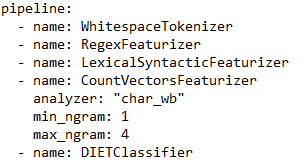 pipeline:
  - name: WhitespaceTokenizer
  - name: RegexFeaturizer
  - name: LexicalSyntacticFeaturizer
  - name: CountVectorsFeaturizer
    analyzer: "char_wb"
    min_ngram: 1
    max_ngram: 4
  - name: DIETClassifier